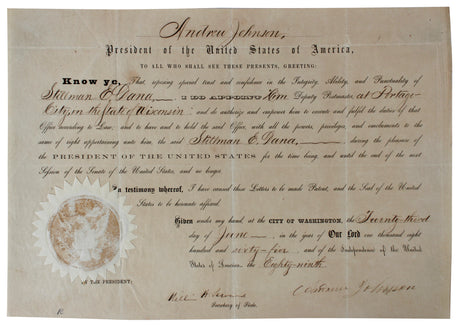 Andrew Johnson,
President of the United States of America,
TO ALL WHO SHALL SEE THESE PRESENTS, GREETING:
Know ye, That, reposing special trust and confidence in the Integrity, Ability, and Punctuality of
Stillman E. Dana, I DO APPOINT Him Deputy Postmaster, at Portage
City, in the State of Wisconsin; and do authorize and empower him to execute and fulfil the duties of that
Office according to Law; and to have and to hold the said Office, with all the powers, privileges, and emoluments to the
same of right appertaining unto him, the said Stillman E. Dana, during the pleasure of the
PRESIDENT OF THE UNITED STATES for the time being, and until the end of the next
Session of the Senate of the United States, and no longer.
In testimony whereof, I have caused these Letters to be made Patent, and the Seal of the United
States to be hereunto affixed.
Given under my hand, at the CITY OF WASHINGTON, the Twenty-third
day of June, in the year of Our Lord one thousand eight
hundred and sixty-five, and of the Independence of the United
States of America the Eighty-ninth.
Andrew Johnson
BY THE PRESIDENT:
William H. Seward
Secretary of State.